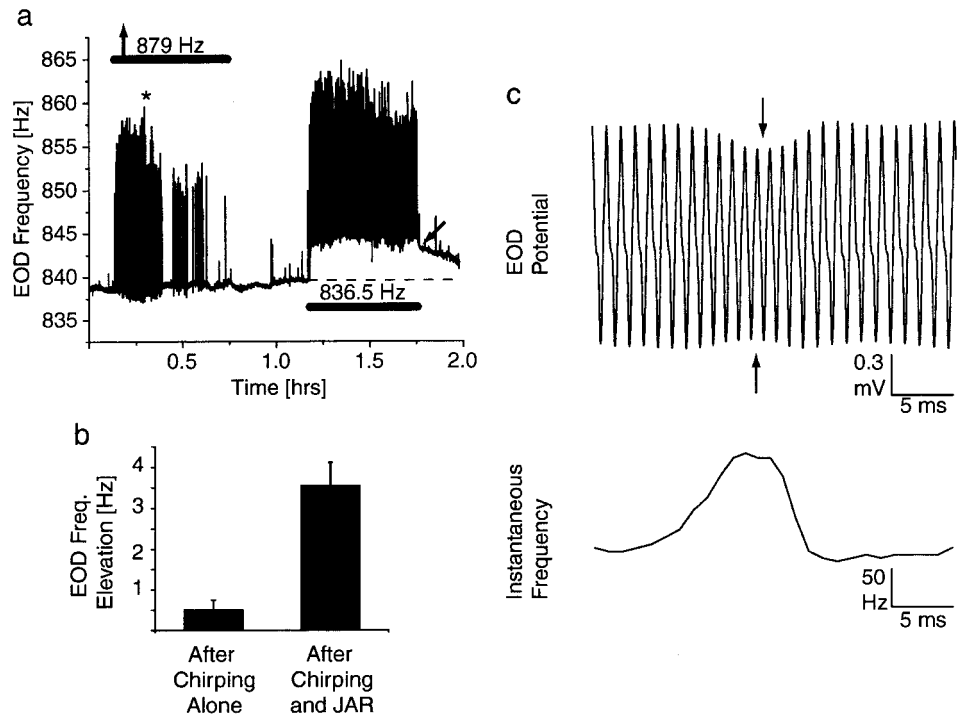 a
879 Hz
*
EOD Frequency [Hz]
865
860
855
850
845
840
835
836.5 Hz
0.5
1.0
1.5
2.0
Time [hrs]
b
EOD Freq.
Elevation [Hz]
4
3
2
1
After
Chirping
Alone
After
Chirping
and JAR
c
EOD
Potential
0.3
mV
5 ms
Instantaneous
Frequency
50
Hz
5 ms